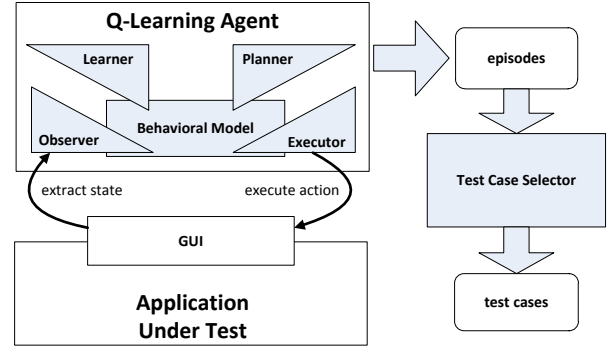 Q-Learning Agent
Learner
Planner
Behavioral Model
Observer
Executor
extract state
execute action
GUI
Application
Under Test
episodes
Test Case Selector
test cases